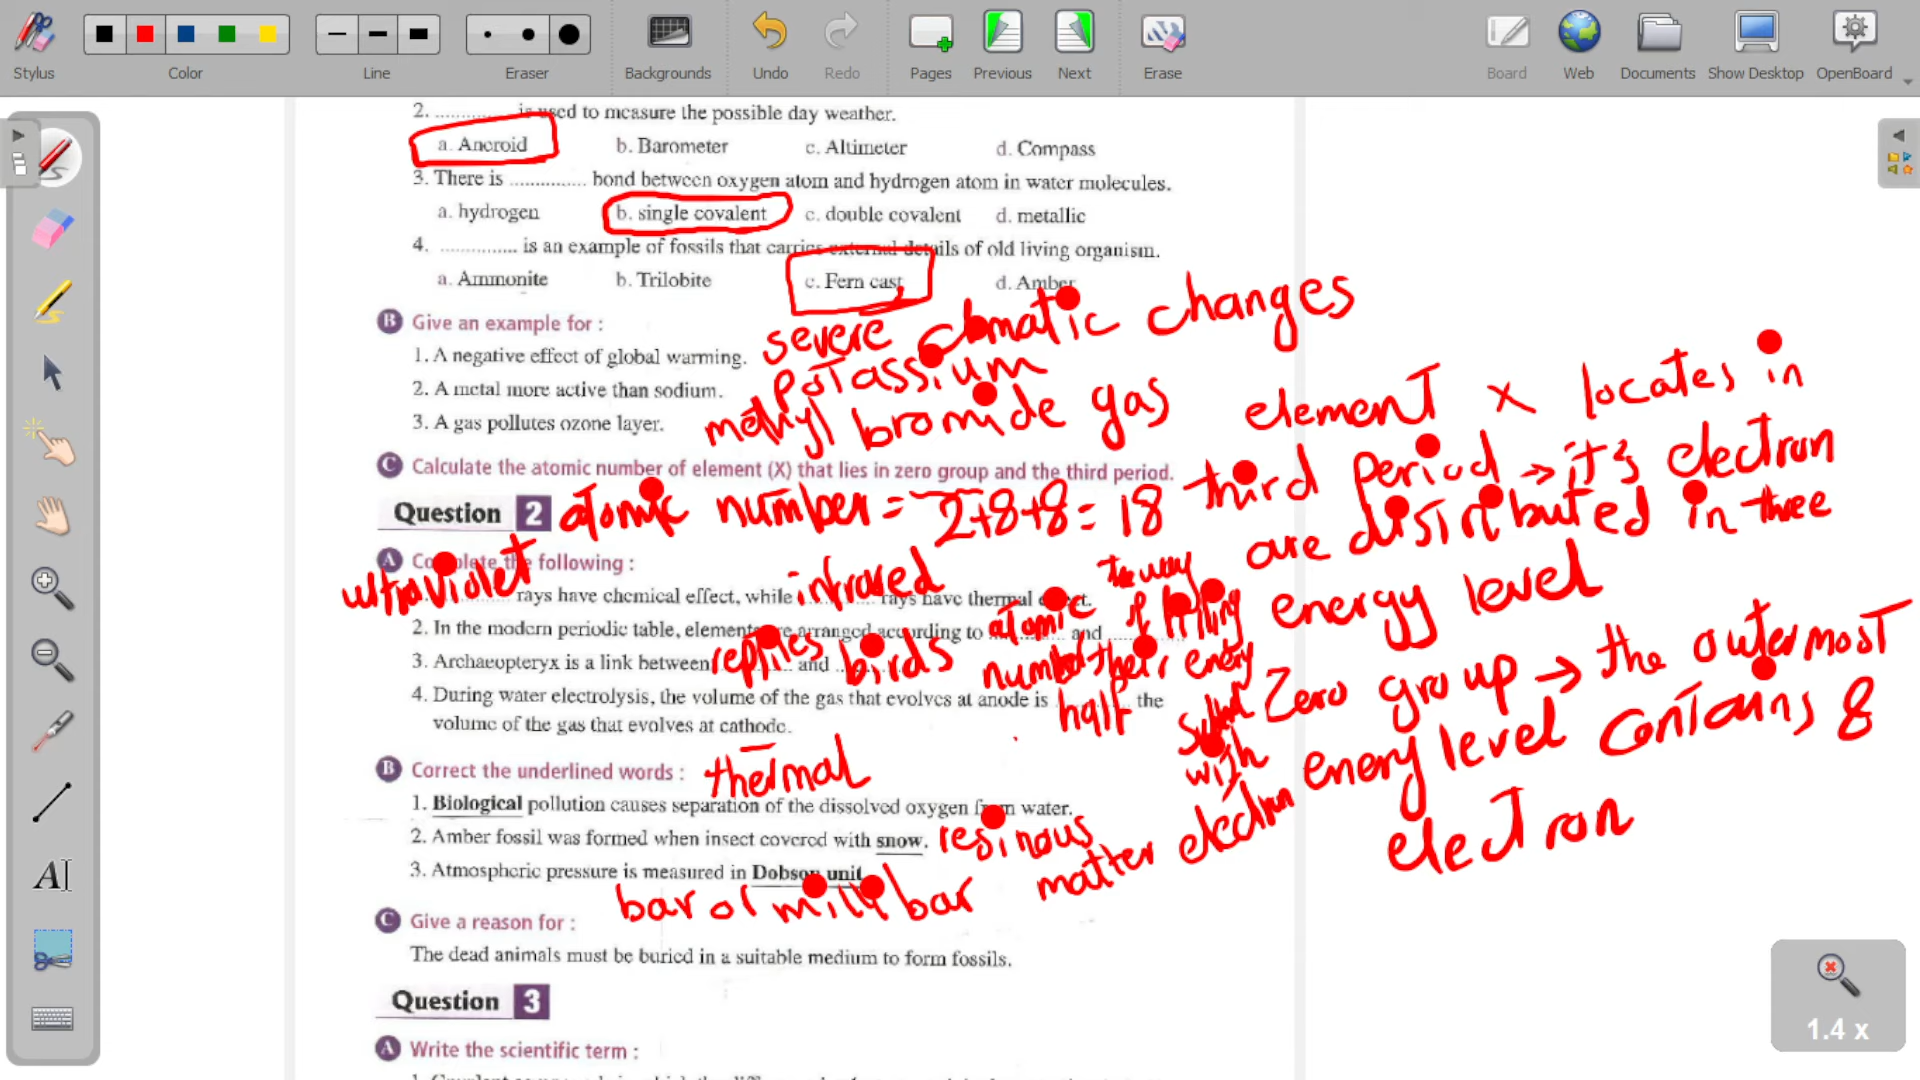 Stylus Color Line Eraser Backgrounds Undo Redo Pages Previous Next Erase Board Web Documents Show Desktop OpenBoard
2. .............. is used to measure the possible day weather.
a. Aneroid b. Barometer c. Altimeter d. Compass
3. There is .............. bond between oxygen atom and hydrogen atom in water molecules.
a. hydrogen b. single covalent c. double covalent d. metallic
4. .............. is an example of fossils that carries external details of old living organism.
a. Ammonite b. Trilobite c. Fern cast d. Amber
B Give an example for :
severe climatic changes
1. A negative effect of global warming.
potassium
2. A metal more active than sodium.
methyl bromide gas
3. A gas pollutes ozone layer.
C Calculate the atomic number of element (X) that lies in zero group and the third period.
element X locates in
third period → it's electron
are distributed in three
energy level
Zero group → the outermost
energy level contains 8
electron
Question 2
atomic number = 2+8+8 = 18
A Complete the following :
ultraviolet infrared
1. .............. rays have chemical effect, while .............. rays have thermal effect.
atomic number the way of filling their energy with electron
2. In the modern periodic table, elements are arranged according to .............. and ..............
reptiles birds
3. Archaeopteryx is a link between .............. and ..............
half
4. During water electrolysis, the volume of the gas that evolves at anode is .............. the
volume of the gas that evolves at cathode.
B Correct the underlined words :
thermal
1. Biological pollution causes separation of the dissolved oxygen from water.
2. Amber fossil was formed when insect covered with snow.
resinous matter
3. Atmospheric pressure is measured in Dobson unit
bar or milli bar
C Give a reason for :
The dead animals must be buried in a suitable medium to form fossils.
Question 3
A Write the scientific term :
1.4 x